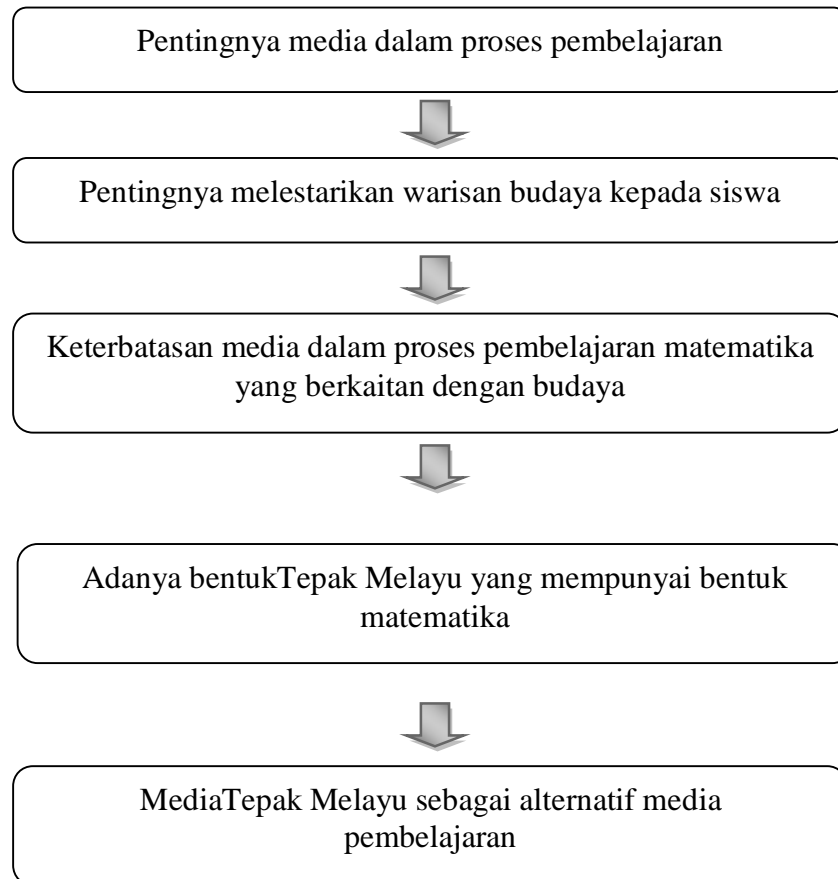 Pentingnya media dalam proses pembelajaran
Pentingnya melestarikan warisan budaya kepada siswa
Keterbatasan media dalam proses pembelajaran matematika
yang berkaitan dengan budaya
Adanya bentukTepak Melayu yang mempunyai bentuk
matematika
MediaTepak Melayu sebagai alternatif media
pembelajaran